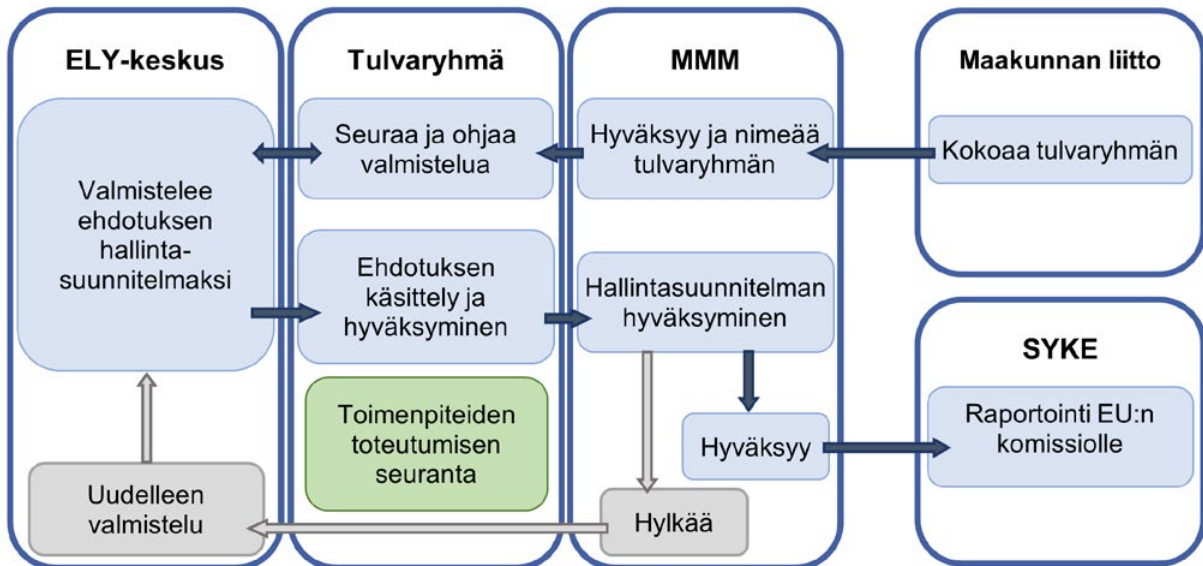 ELY-keskus
Valmistelee
ehdotuksen
hallinta-
suunnitelmaksi
Uudelleen
valmistelu
Tulvaryhmä
Seuraa ja ohjaa
valmistelua
Ehdotuksen
käsittely ja
hyväksyminen
Toimenpiteiden
toteutumisen
seuranta
MMM
Hyväksyy ja nimeää
tulvaryhmän
Hallintasuunnitelman
hyväksyminen
Hyväksyy
Hylkää
Maakunnan liitto
Kokoaa tulvaryhmän
SYKE
Raportointi EU:n
komissiolle